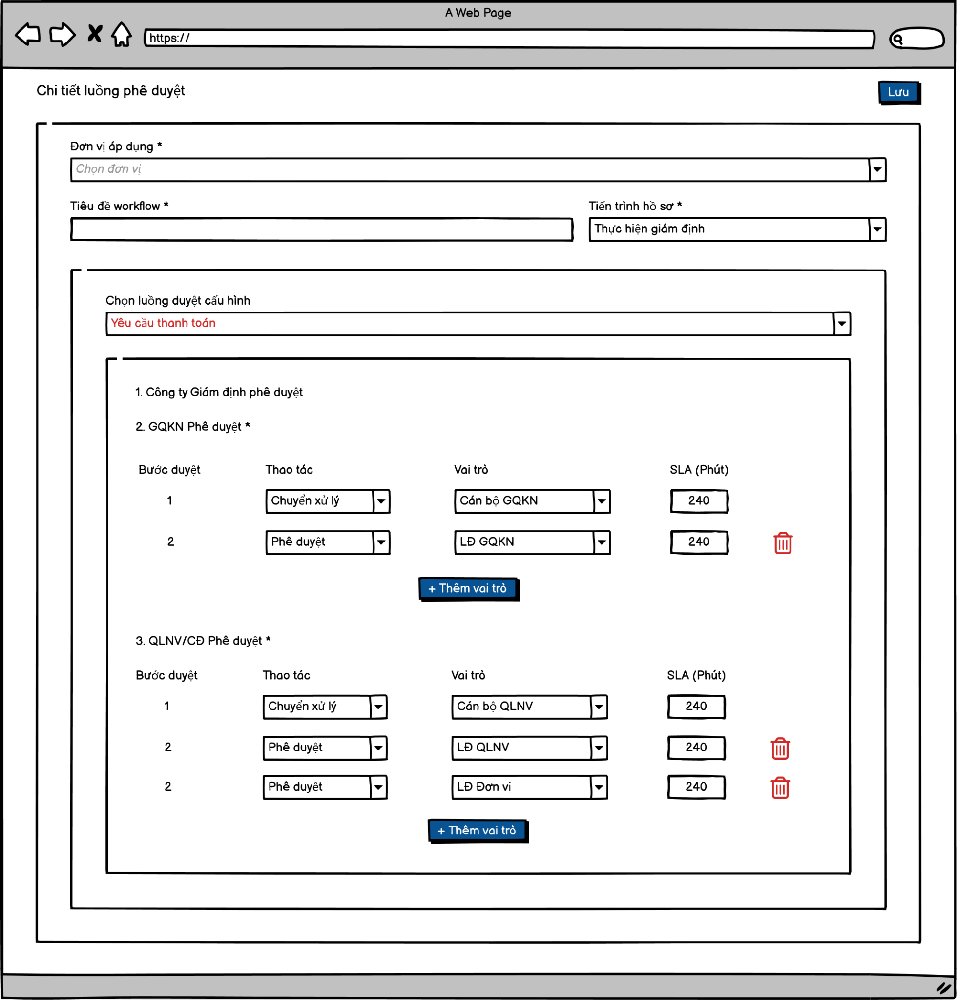 A Web Page
https://
Chi tiết luồng phê duyệt
Lưu
Đơn vị áp dụng *
Chọn đơn vị
Tiêu đề workflow * Tiến trình hồ sơ *
Thực hiện giám định
Chọn luồng duyệt cấu hình
Yêu cầu thanh toán
1. Công ty Giám định phê duyệt
2. GQKN Phê duyệt *
Bước duyệt Thao tác Vai trò SLA (Phút)
1 Chuyển xử lý Cán bộ GQKN 240
2 Phê duyệt LĐ GQKN 240
+ Thêm vai trò
3. QLNV/CĐ Phê duyệt *
Bước duyệt Thao tác Vai trò SLA (Phút)
1 Chuyển xử lý Cán bộ QLNV 240
2 Phê duyệt LĐ QLNV 240
2 Phê duyệt LĐ Đơn vị 240
+ Thêm vai trò